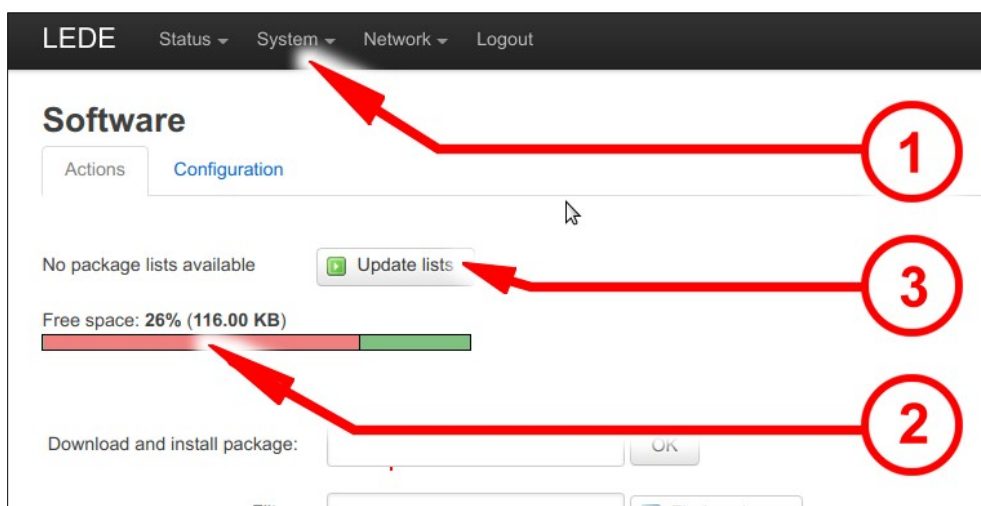 LEDE Status System Network Logout
Software
Actions Configuration
1
No package lists available Update lists
3
Free space: 26% (116.00 KB)
2
Download and install package: OK